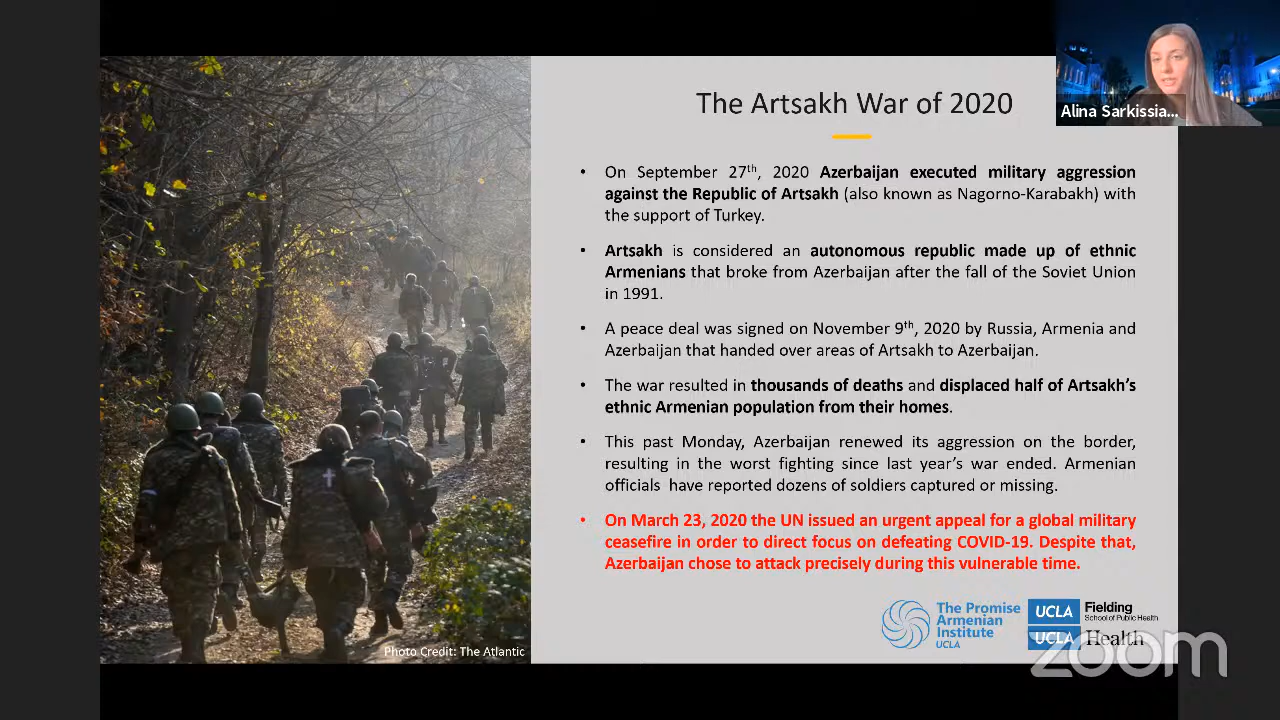 Alina Sarkissia...
The Artsakh War of 2020
• On September 27th, 2020 Azerbaijan executed military aggression
against the Republic of Artsakh (also known as Nagorno-Karabakh) with
the support of Turkey.
• Artsakh is considered an autonomous republic made up of ethnic
Armenians that broke from Azerbaijan after the fall of the Soviet Union
in 1991.
• A peace deal was signed on November 9th, 2020 by Russia, Armenia and
Azerbaijan that handed over areas of Artsakh to Azerbaijan.
• The war resulted in thousands of deaths and displaced half of Artsakh's
ethnic Armenian population from their homes.
• This past Monday, Azerbaijan renewed its aggression on the border,
resulting in the worst fighting since last year's war ended. Armenian
officials have reported dozens of soldiers captured or missing.
• On March 23, 2020 the UN issued an urgent appeal for a global military
ceasefire in order to direct focus on defeating COVID-19. Despite that,
Azerbaijan chose to attack precisely during this vulnerable time.
Photo Credit: The Atlantic
The Promise
Armenian
Institute
UCLA
UCLA Fielding
School of Public Health
UCLA Health
zoom